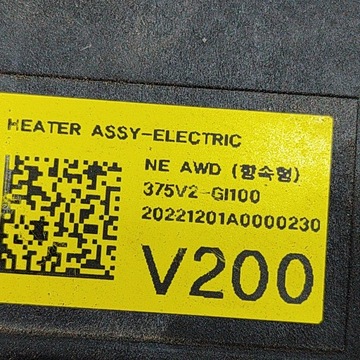 HEATER ASSY-ELECTRIC
NE AWD (항속형)
375V2-GI100
20221201A0000230
V200